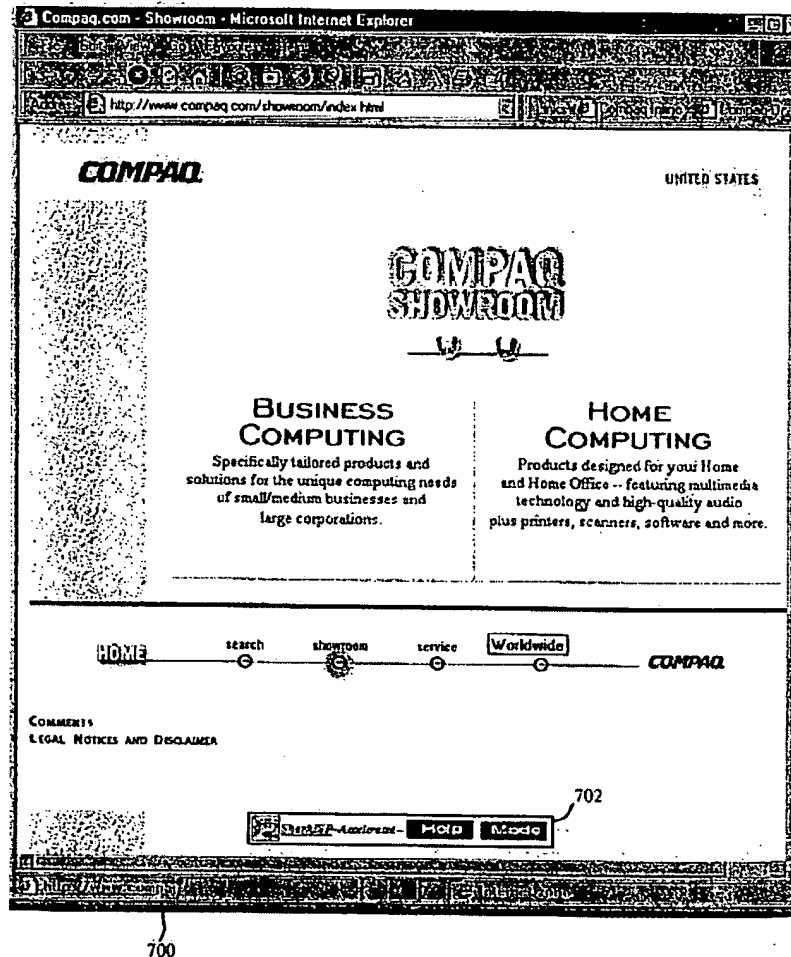 Compaq.com - Showroom - Microsoft Internet Explorer
http://www.compaq.com/showroom/index.html
COMPAQ
UNITED STATES
COMPAQ
SHOWROOM
BUSINESS
COMPUTING
Specifically tailored products and
solutions for the unique computing needs
of small/medium businesses and
large corporations.
HOME
COMPUTING
Products designed for your Home
and Home Office -- featuring multimedia
technology and high-quality audio
plus printers, scanners, software and more.
HOME
search
showroom
service
Worldwide
COMPAQ
COMMENTS
LEGAL NOTICES AND DISCLAIMER
702
Help
Mode
700